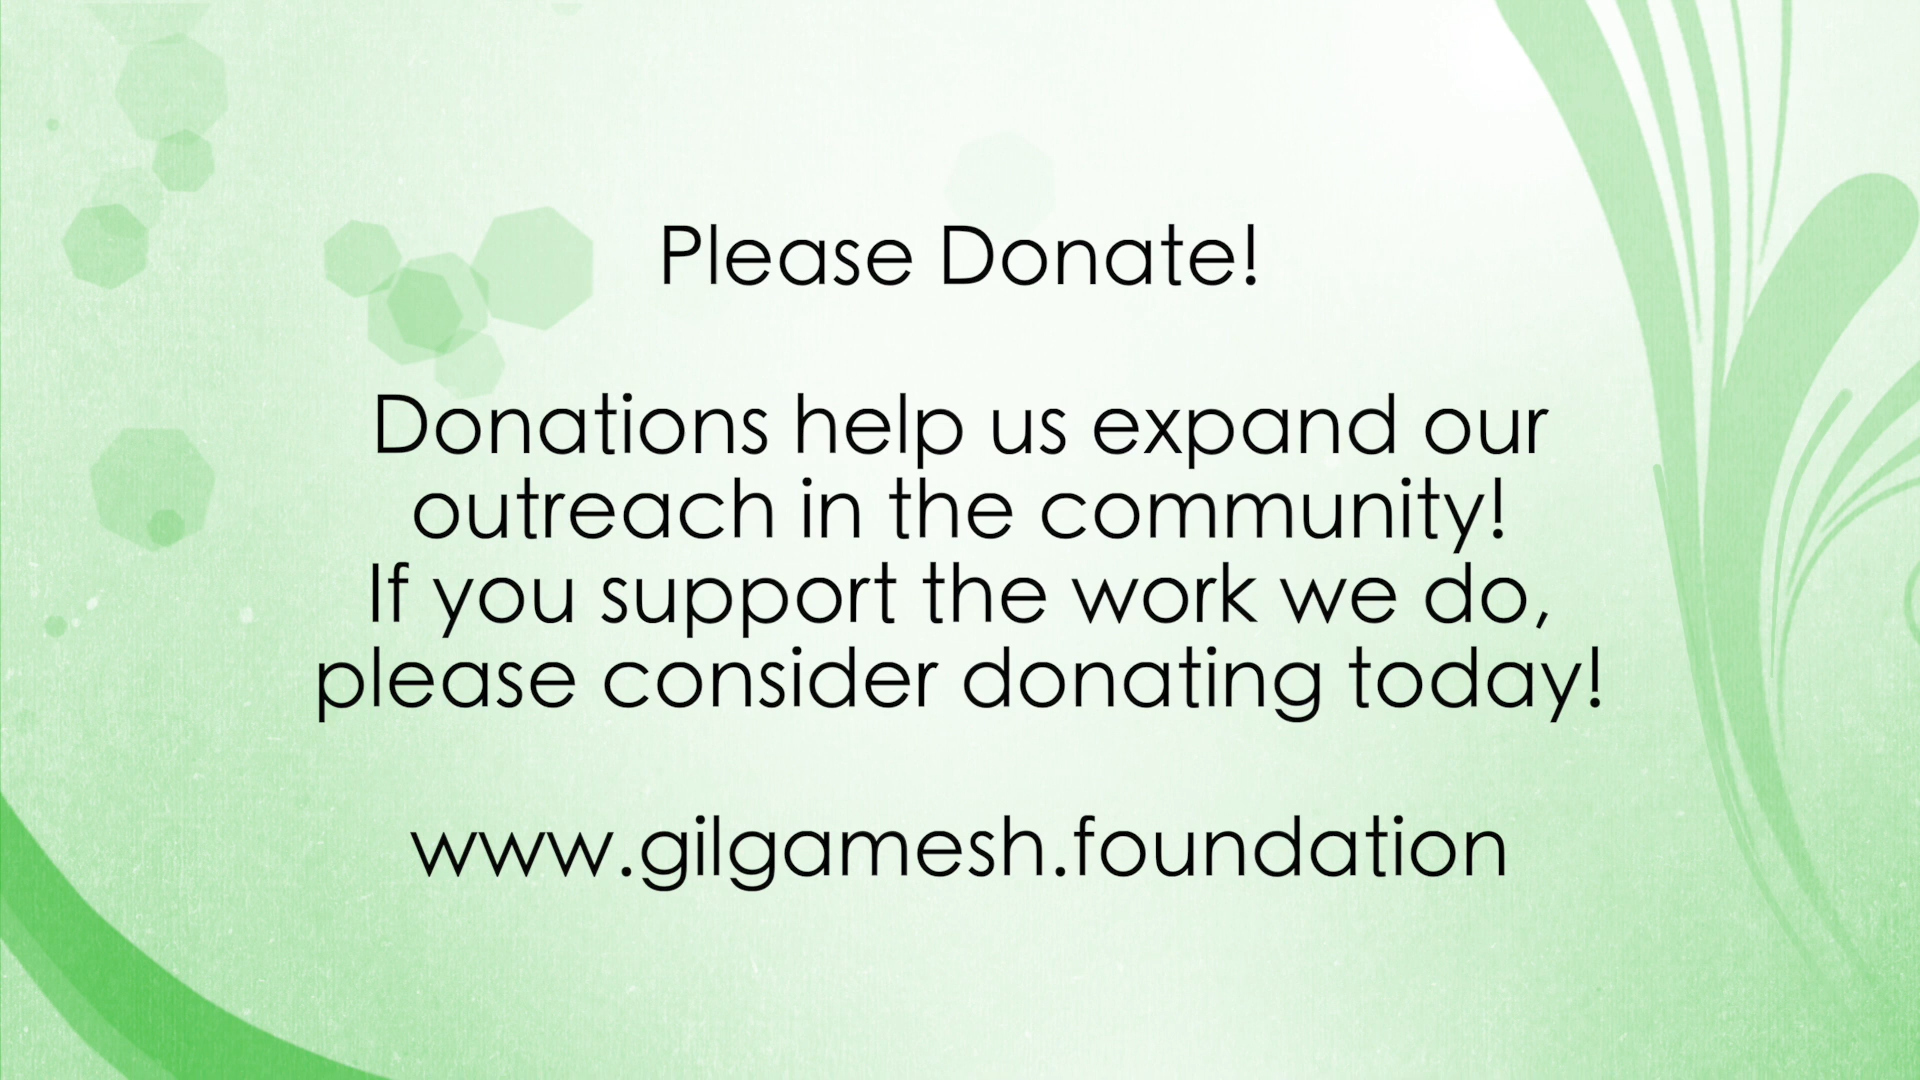 Please Donate!
Donations help us expand our
outreach in the community!
If you support the work we do,
please consider donating today!
www.gilgamesh.foundation